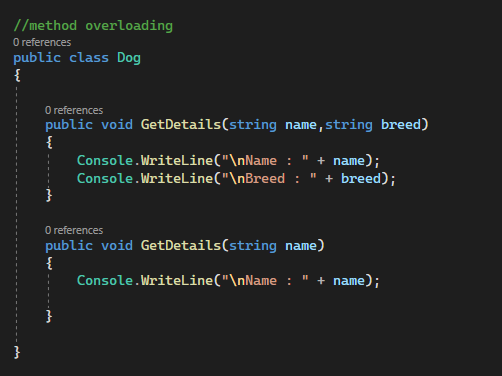 //method overloading
0 references
public class Dog
{
0 references
public void GetDetails(string name,string breed)
{
Console.WriteLine("\nName : " + name);
Console.WriteLine("\nBreed : " + breed);
}
0 references
public void GetDetails(string name)
{
Console.WriteLine("\nName : " + name);
}
}